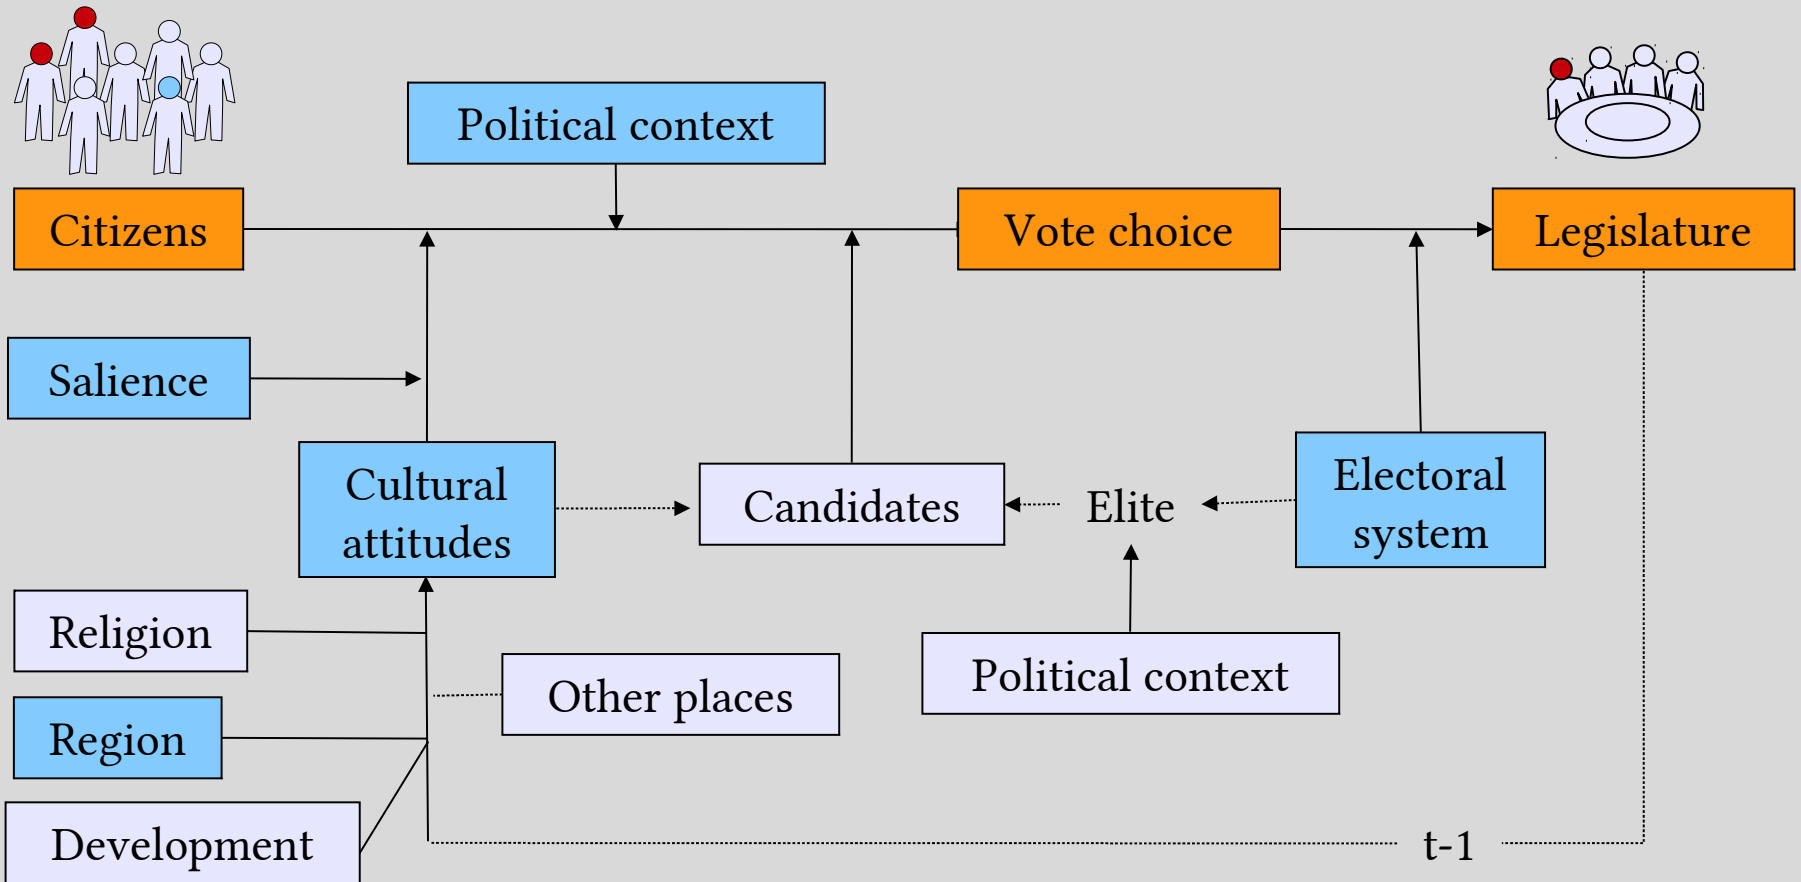 Political context
Citizens
Vote choice
Legislature
Salience
Cultural
attitudes
Candidates
Elite
Electoral
system
Religion
Other places
Political context
Region
Development
t-1